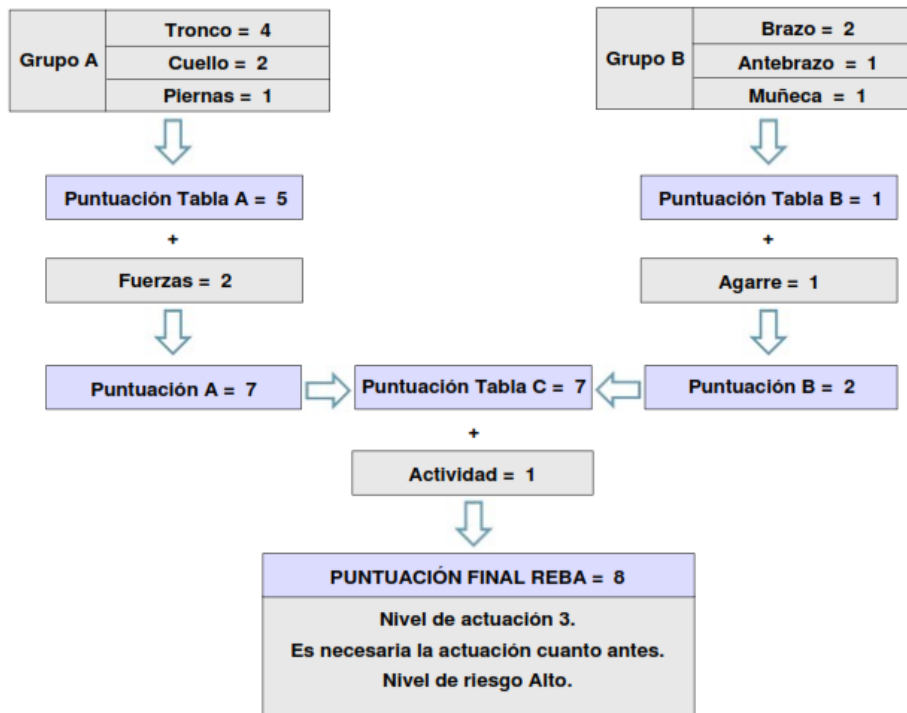 Grupo A
Tronco = 4
Cuello = 2
Piernas = 1
Grupo B
Brazo = 2
Antebrazo = 1
Muñeca = 1
Puntuación Tabla A = 5
Puntuación Tabla B = 1
+
+
Fuerzas = 2
Agarre = 1
Puntuación A = 7
Puntuación Tabla C = 7
Puntuación B = 2
+
Actividad = 1
PUNTUACIÓN FINAL REBA = 8
Nivel de actuación 3.
Es necesaria la actuación cuanto antes.
Nivel de riesgo Alto.